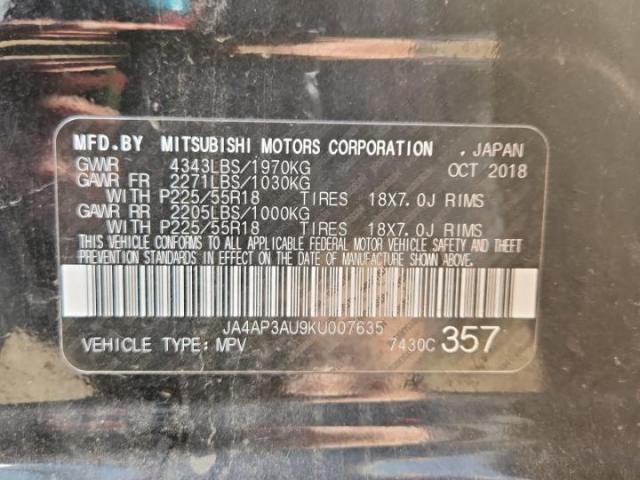 MFD.BY MITSUBISHI MOTORS CORPORATION . JAPAN
GVWR 4343LBS/1970KG OCT 2018
GAWR FR 2271LBS/1030KG
WITH P225/55R18 TIRES 18X7.0J RIMS
GAWR RR 2205LBS/1000KG
WITH P225/55R18 TIRES 18X7.0J RIMS
THIS VEHICLE CONFORMS TO ALL APPLICABLE FEDERAL MOTOR VEHICLE SAFETY AND THEFT
PREVENTION STANDARDS IN EFFECT ON THE DATE OF MANUFACTURE SHOWN ABOVE.
JA4AP3AU9KU007635
VEHICLE TYPE: MPV 7430C 357